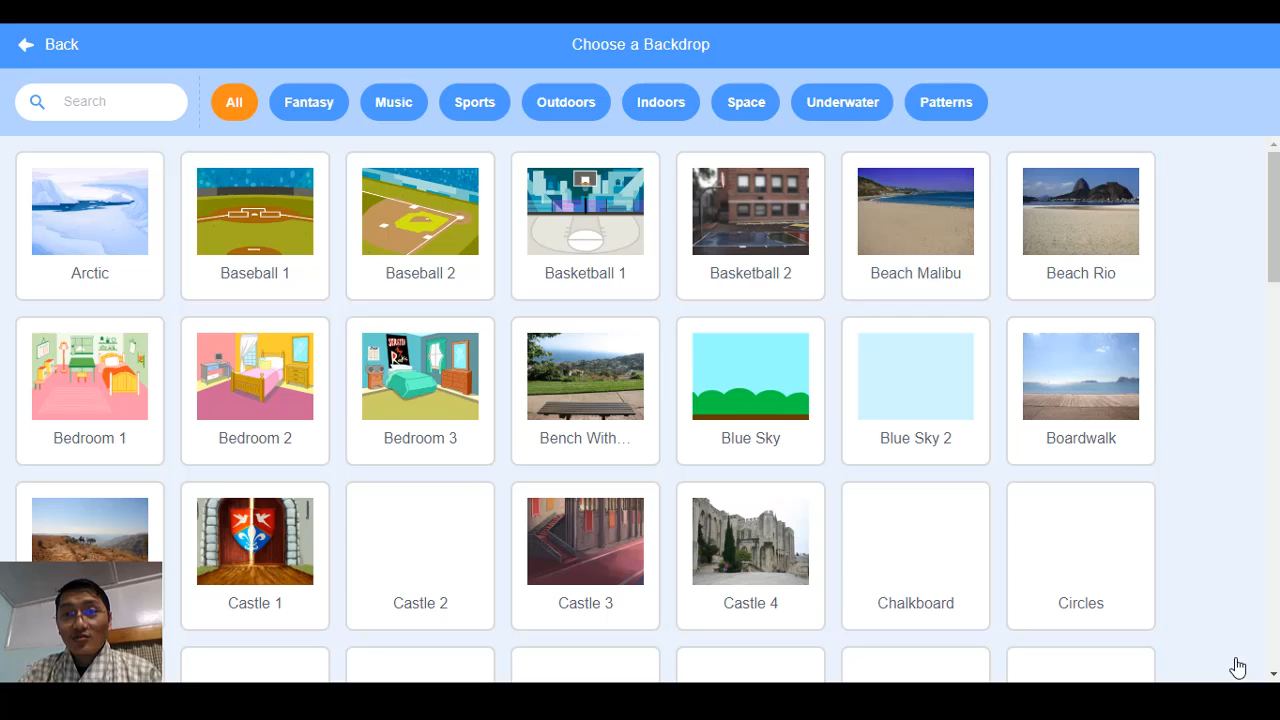 Back
Choose a Backdrop
Search
All
Fantasy
Music
Sports
Outdoors
Indoors
Space
Underwater
Patterns
Arctic
Baseball 1
Baseball 2
Basketball 1
Basketball 2
Beach Malibu
Beach Rio
Bedroom 1
Bedroom 2
Bedroom 3
Bench With...
Blue Sky
Blue Sky 2
Boardwalk
Castle 1
Castle 2
Castle 3
Castle 4
Chalkboard
Circles